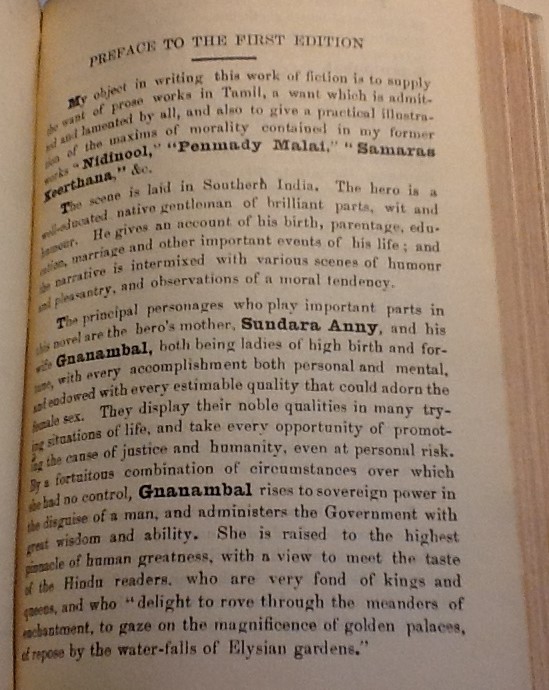 PREFACE TO THE FIRST EDITION
My object in writing this work of fiction is to supply
the want of prose works in Tamil, a want which is admit-
ted and lamented by all, and also to give a practical illustra-
tion of the maxims of morality contained in my former
works "Nidinool," "Penmady Malai," "Samarasa
Keerthana," &c.
The scene is laid in Southern India. The hero is a
well-educated native gentleman of brilliant parts, wit and
humour. He gives an account of his birth, parentage, edu-
cation, marriage and other important events of his life; and
the narrative is intermixed with various scenes of humour
and pleasantry, and observations of a moral tendency.
The principal personages who play important parts in
this novel are the hero's mother, Sundara Anny, and his
wife Gnanambal, both being ladies of high birth and for-
tune, with every accomplishment both personal and mental,
and endowed with every estimable quality that could adorn the
female sex. They display their noble qualities in many try-
ing situations of life, and take every opportunity of promot-
ing the cause of justice and humanity, even at personal risk.
By a fortuitous combination of circumstances over which
she had no control, Gnanambal rises to sovereign power in
the disguise of a man, and administers the Government with
great wisdom and ability. She is raised to the highest
pinnacle of human greatness, with a view to meet the taste
of the Hindu readers. who are very fond of kings and
queens, and who "delight to rove through the meanders of
enchantment, to gaze on the magnificence of golden palaces,
of repose by the water-falls of Elysian gardens."